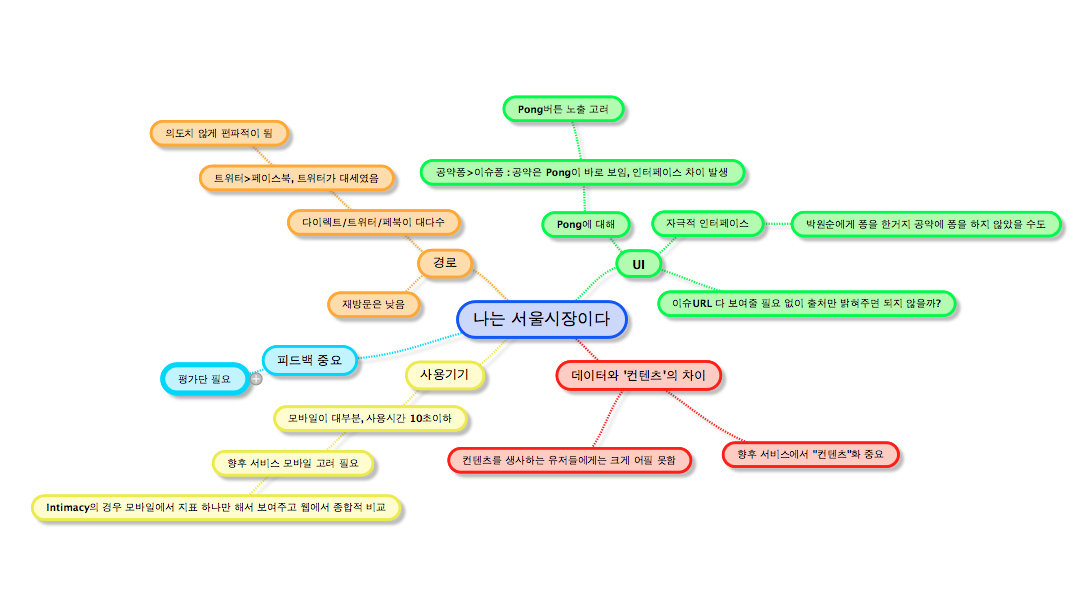 Pong버튼 노출 고려
의도치 않게 편파적이 됨
공약퐁>이슈퐁 : 공약은 Pong이 바로 보임, 인터페이스 차이 발생
트위터>페이스북, 트위터가 대세였음
다이렉트/트위터/페북이 대다수
Pong에 대해
자극적 인터페이스
박원순에게 퐁을 한거지 공약에 퐁을 하지 않았을 수도
경로
UI
재방문은 낮음
이슈URL 다 보여줄 필요 없이 출처만 밝혀주면 되지 않을까?
나는 서울시장이다
피드백 중요
평가단 필요
사용기기
데이터와 '컨텐츠'의 차이
모바일이 대부분, 사용시간 10초이하
컨텐츠를 생사하는 유저들에게는 크게 어필 못함
향후 서비스에서 "컨텐츠"화 중요
향후 서비스 모바일 고려 필요
Intimacy의 경우 모바일에서 지표 하나만 해서 보여주고 웹에서 종합적 비교